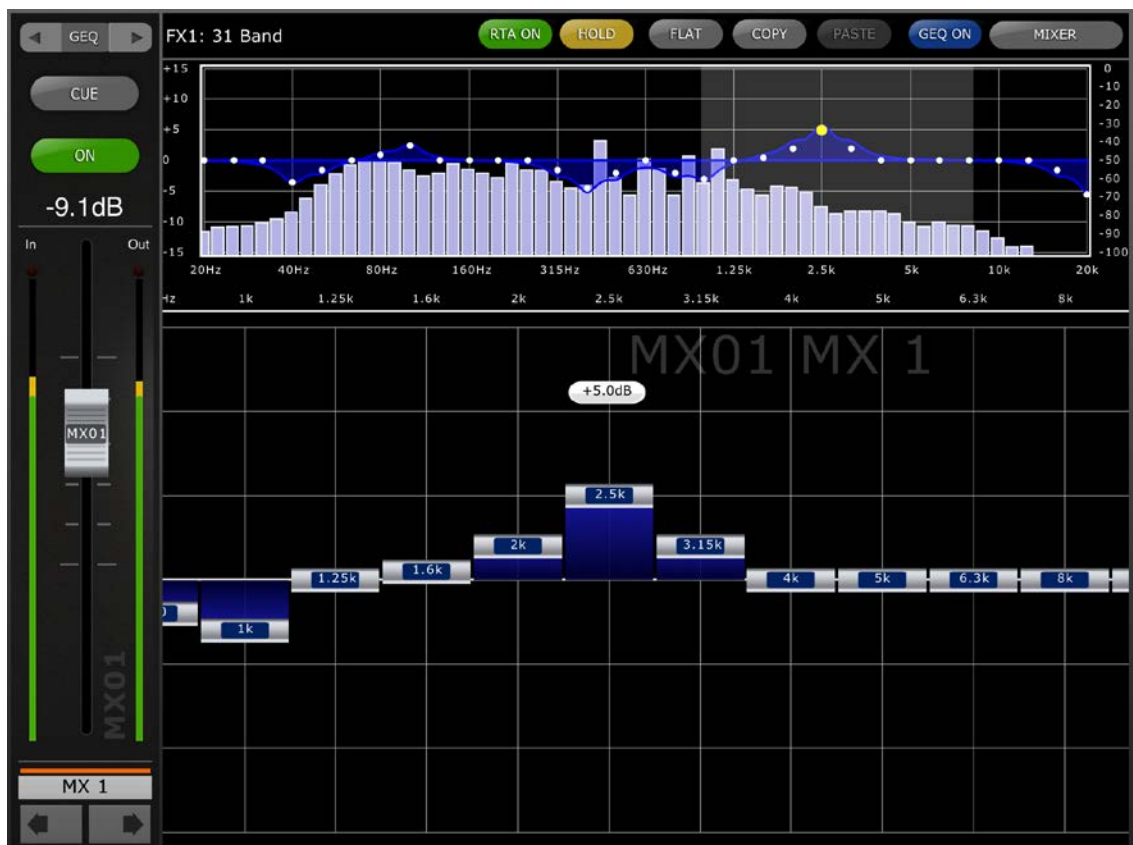 GEQ
FX1: 31 Band
RTA ON
HOLD
FLAT
COPY
PASTE
GEQ ON
MIXER
CUE
ON
-9.1dB
In
Out
MX01
MX01
MX 1
+15
+10
+5
0
-5
-10
-15
0
-10
-20
-30
-40
-50
-60
-70
-80
-90
-100
20Hz 40Hz 80Hz 160Hz 315Hz 630Hz 1.25k 2.5k 5k 10k 20k
Hz 1k 1.25k 1.6k 2k 2.5k 3.15k 4k 5k 6.3k 8k
MX01 MX 1
+5.0dB
2.5k
2k
3.15k
1.6k
1.25k
4k
5k
6.3k
8k
0
1k